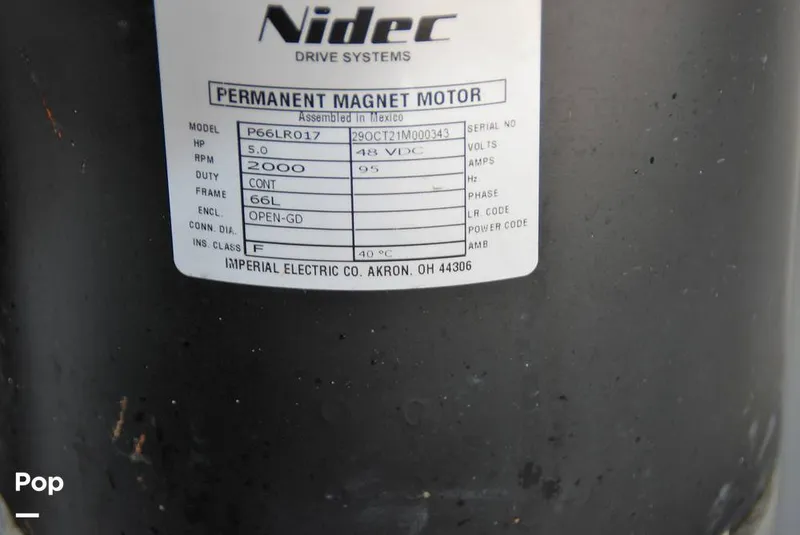 Nidec
DRIVE SYSTEMS
PERMANENT MAGNET MOTOR
Assembled in Mexico
MODEL P66LR017 29OCT21M000343 SERIAL NO
HP 5.0 48 VDC VOLTS
RPM 2000 95 AMPS
DUTY CONT Hz
FRAME 66L PHASE
ENCL. OPEN-GD LR. CODE
CONN. DIA. POWER CODE
INS. CLASS F 40 °C AMB
IMPERIAL ELECTRIC CO. AKRON. OH 44306
Pop